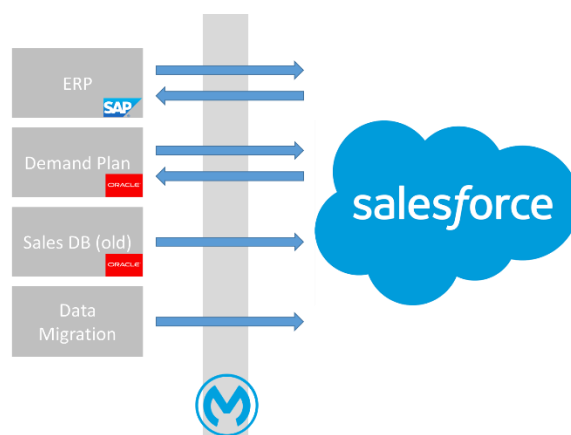 ERP
SAP
Demand Plan
ORACLE
Sales DB (old)
ORACLE
Data
Migration
salesforce